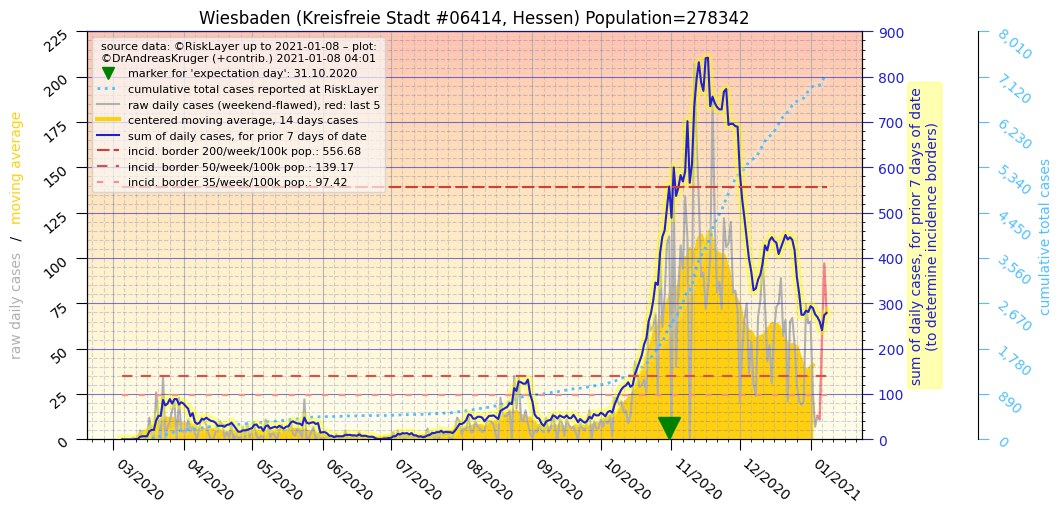 Wiesbaden (Kreisfreie Stadt #06414, Hessen) Population=278342
source data: ©RiskLayer up to 2021-01-08 – plot:
©DrAndreasKruger (+contrib.) 2021-01-08 04:01
marker for 'expectation day': 31.10.2020
cumulative total cases reported at RiskLayer
raw daily cases (weekend-flawed), red: last 5
centered moving average, 14 days cases
sum of daily cases, for prior 7 days of date
incid. border 200/week/100k pop.: 556.68
incid. border 50/week/100k pop.: 139.17
incid. border 35/week/100k pop.: 97.42
raw daily cases / moving average
225
200
175
150
125
100
75
50
25
0
03/2020
04/2020
05/2020
06/2020
07/2020
08/2020
09/2020
10/2020
11/2020
12/2020
01/2021
900
800
700
600
500
400
300
200
100
0
sum of daily cases, for prior 7 days of date
(to determine incidence borders)
8,010
7,120
6,230
5,340
4,450
3,560
2,670
1,780
890
0
cumulative total cases